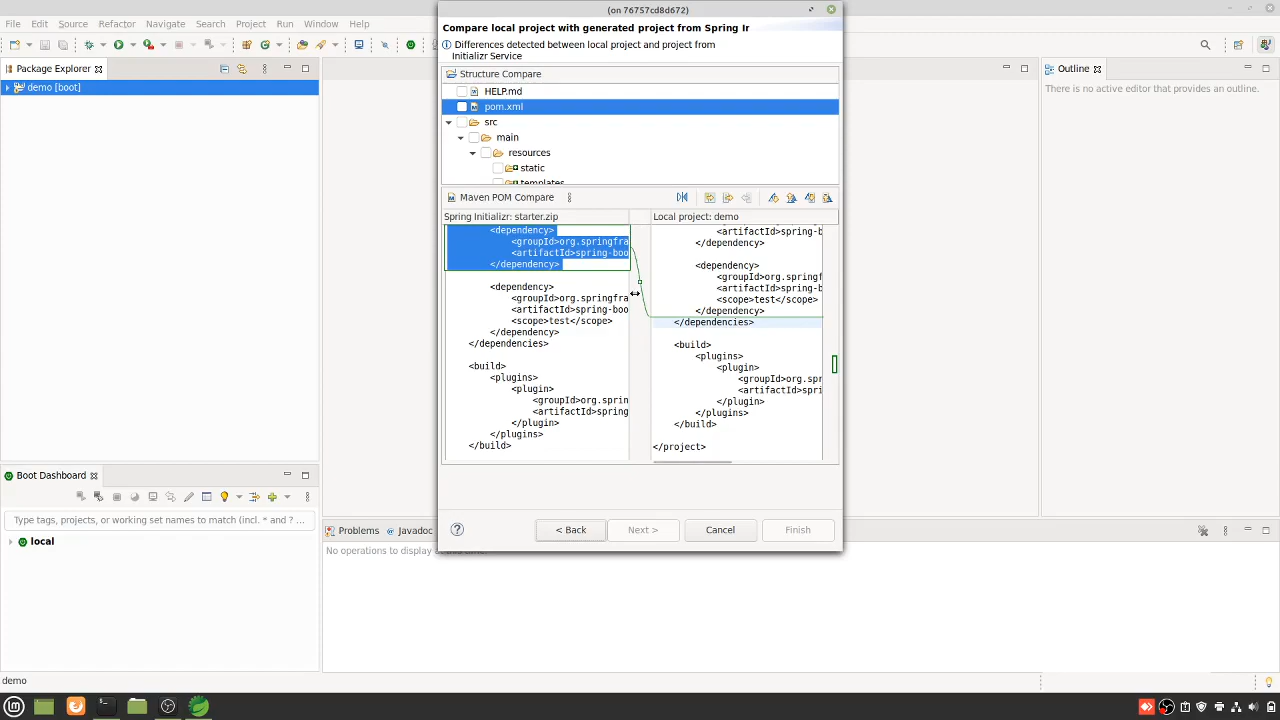 (on 76757cd8d672)
File Edit Source Refactor Navigate Search Project Run Window Help
Compare local project with generated project from Spring Ir
Differences detected between local project and project from
Initializr Service
Package Explorer
demo [boot]
Structure Compare
HELP.md
pom.xml
src
main
resources
static
templates
Maven POM Compare
Spring Initializr: starter.zip
Local project: demo
<dependency>
<groupId>org.springfra
<artifactId>spring-boo
</dependency>
<dependency>
<groupId>org.springfra
<artifactId>spring-boo
<scope>test</scope>
</dependency>
</dependencies>
<build>
<plugins>
<plugin>
<groupId>org.sprin
<artifactId>spring
</plugin>
</plugins>
</build>
<artifactId>spring-bo
</dependency>
<dependency>
<groupId>org.springf
<artifactId>spring-b
<scope>test</scope>
</dependency>
</dependencies>
<build>
<plugins>
<plugin>
<groupId>org.spr
<artifactId>spri
</plugin>
</plugins>
</build>
</project>
< Back
Next >
Cancel
Finish
Outline
There is no active editor that provides an outline.
Boot Dashboard
Type tags, projects, or working set names to match (incl. * and ? ...
local
Problems
Javadoc
No operations to display at this time.
demo